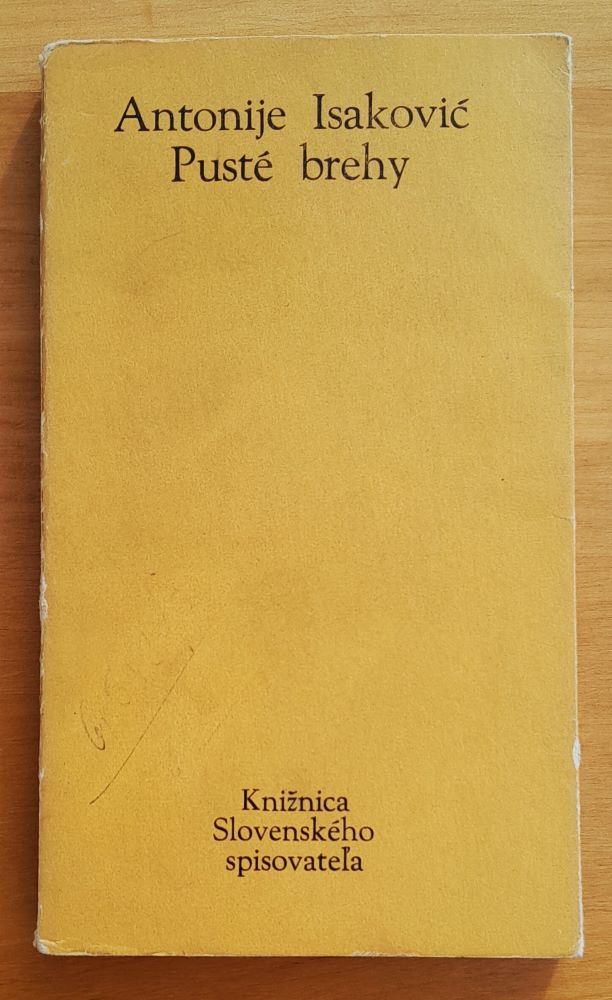 Antonije Isaković
Pusté brehy
Knižnica
Slovenského
spisovateľa